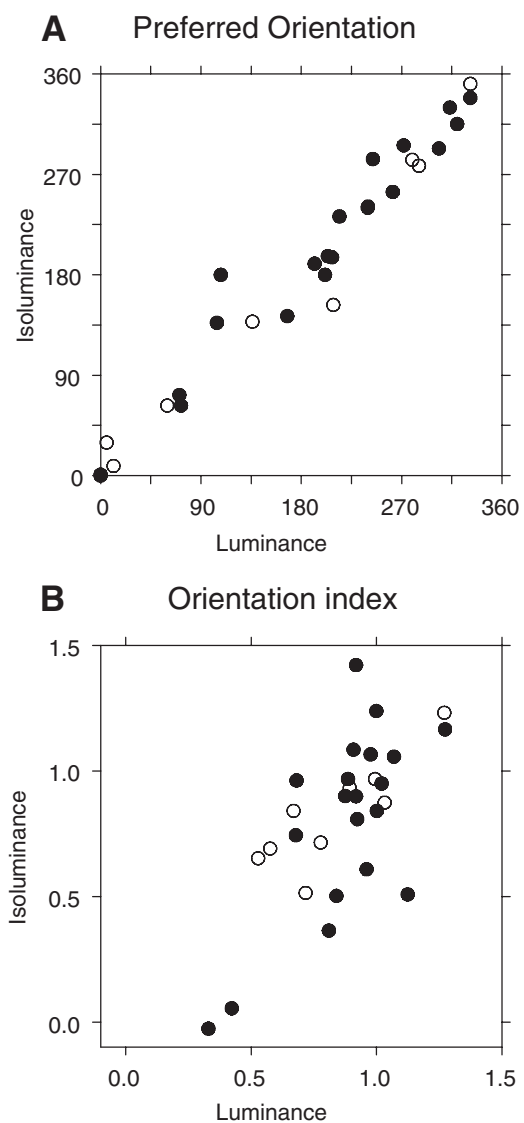 A Preferred Orientation
360
270
180
90
0
Isoluminance
0 90 180 270 360
Luminance
B Orientation index
1.5
1.0
0.5
0.0
Isoluminance
0.0 0.5 1.0 1.5
Luminance